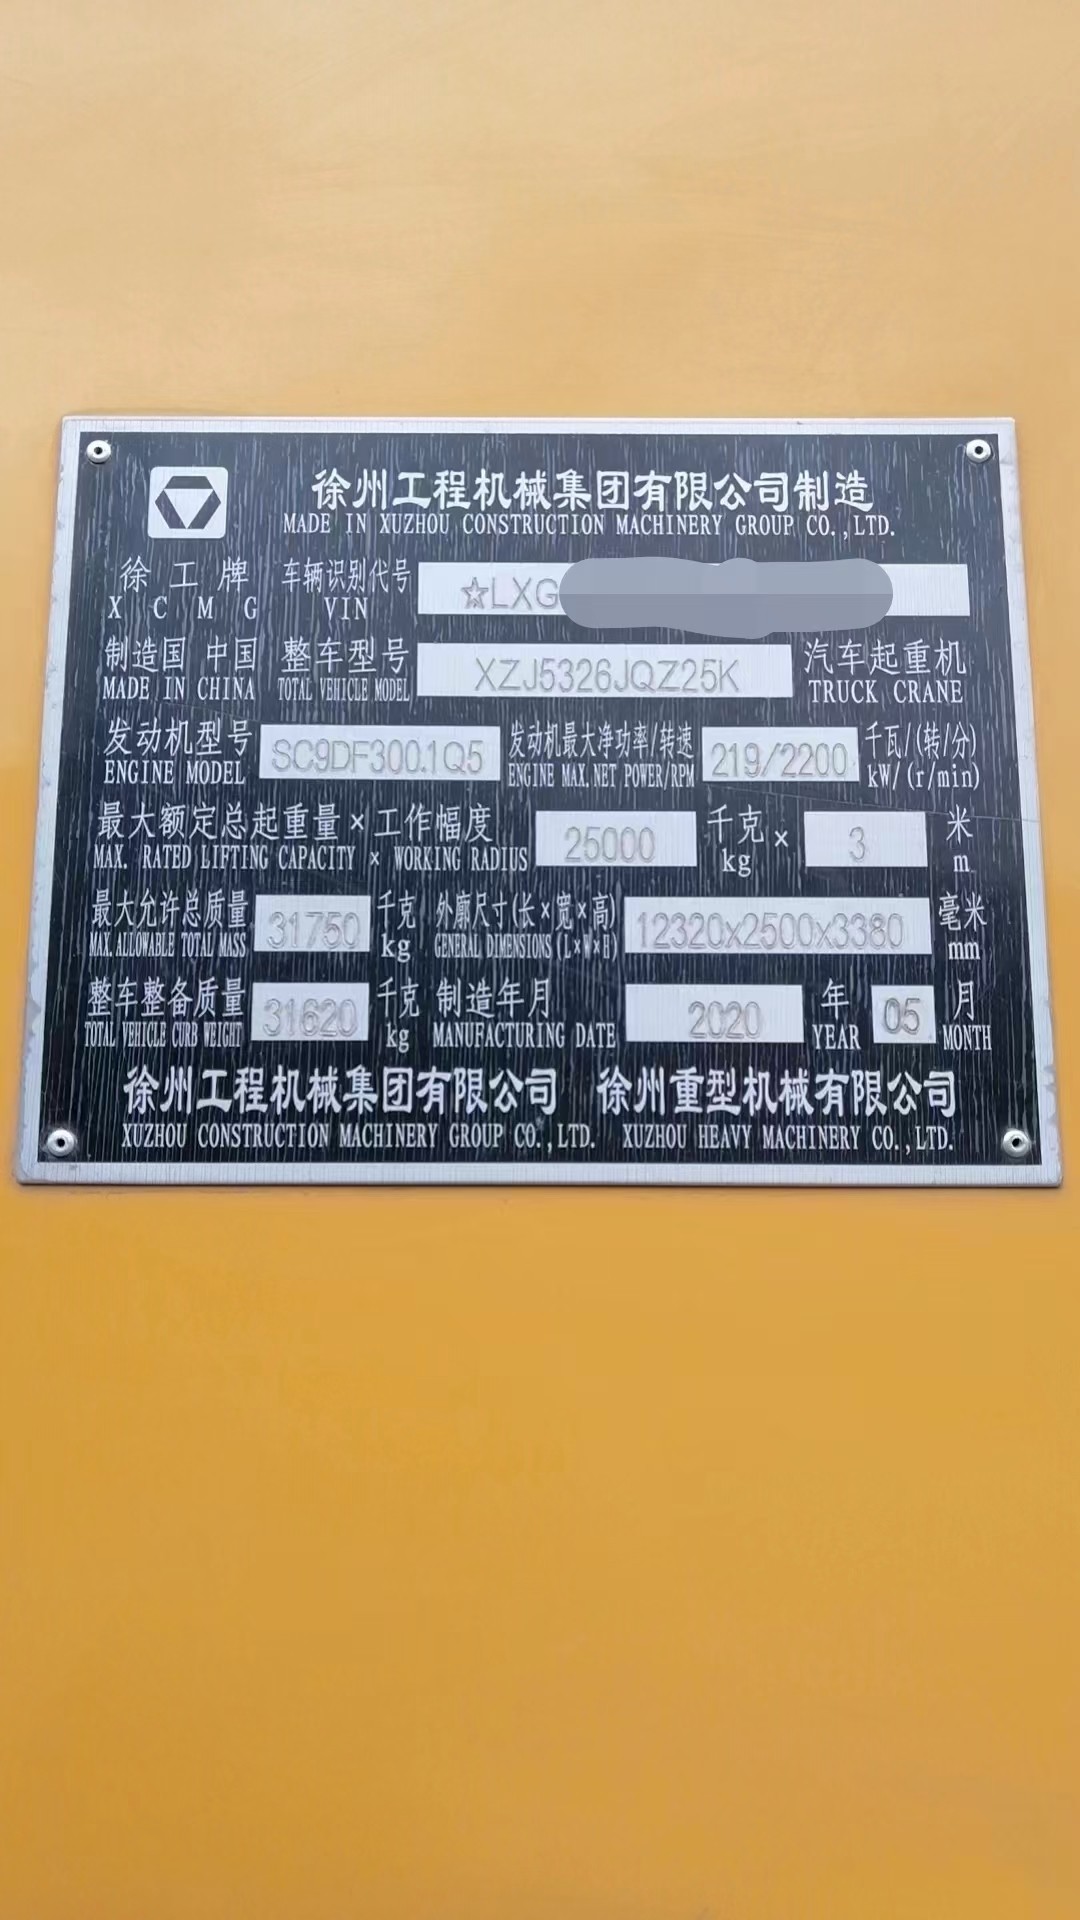 徐州工程机械集团有限公司制造
MADE IN XUZHOU CONSTRUCTION MACHINERY GROUP CO.,LTD.
徐工牌 车辆识别代号 ☆LXG
XCMG VIN
制造国 中国 整车型号 XZJ5326JQZ25K 汽车起重机
MADE IN CHINA TOTAL VEHICLE MODEL TRUCK CRANE
发动机型号 SC9DF300.1Q5 发动机最大净功率/转速 219/2200 千瓦/(转/分)
ENGINE MODEL ENGINE MAX.NET POWER/RPM kW/(r/min)
最大额定总起重量×工作幅度 25000 千克× 3 米
MAX. RATED LIFTING CAPACITY × WORKING RADIUS kg m
最大允许总质量 31750 千克 外廓尺寸(长×宽×高) 12320x2500x3380 毫米
MAX.ALLOWABLE TOTAL MASS kg GENERAL DIMENSIONS(L×W×H) mm
整车整备质量 31620 千克 制造年月 2020 年 05 月
TOTAL VEHICLE CURB WEIGHT kg MANUFACTURING DATE YEAR MONTH
徐州工程机械集团有限公司 徐州重型机械有限公司
XUZHOU CONSTRUCTION MACHINERY GROUP CO.,LTD. XUZHOU HEAVY MACHINERY CO.,LTD.